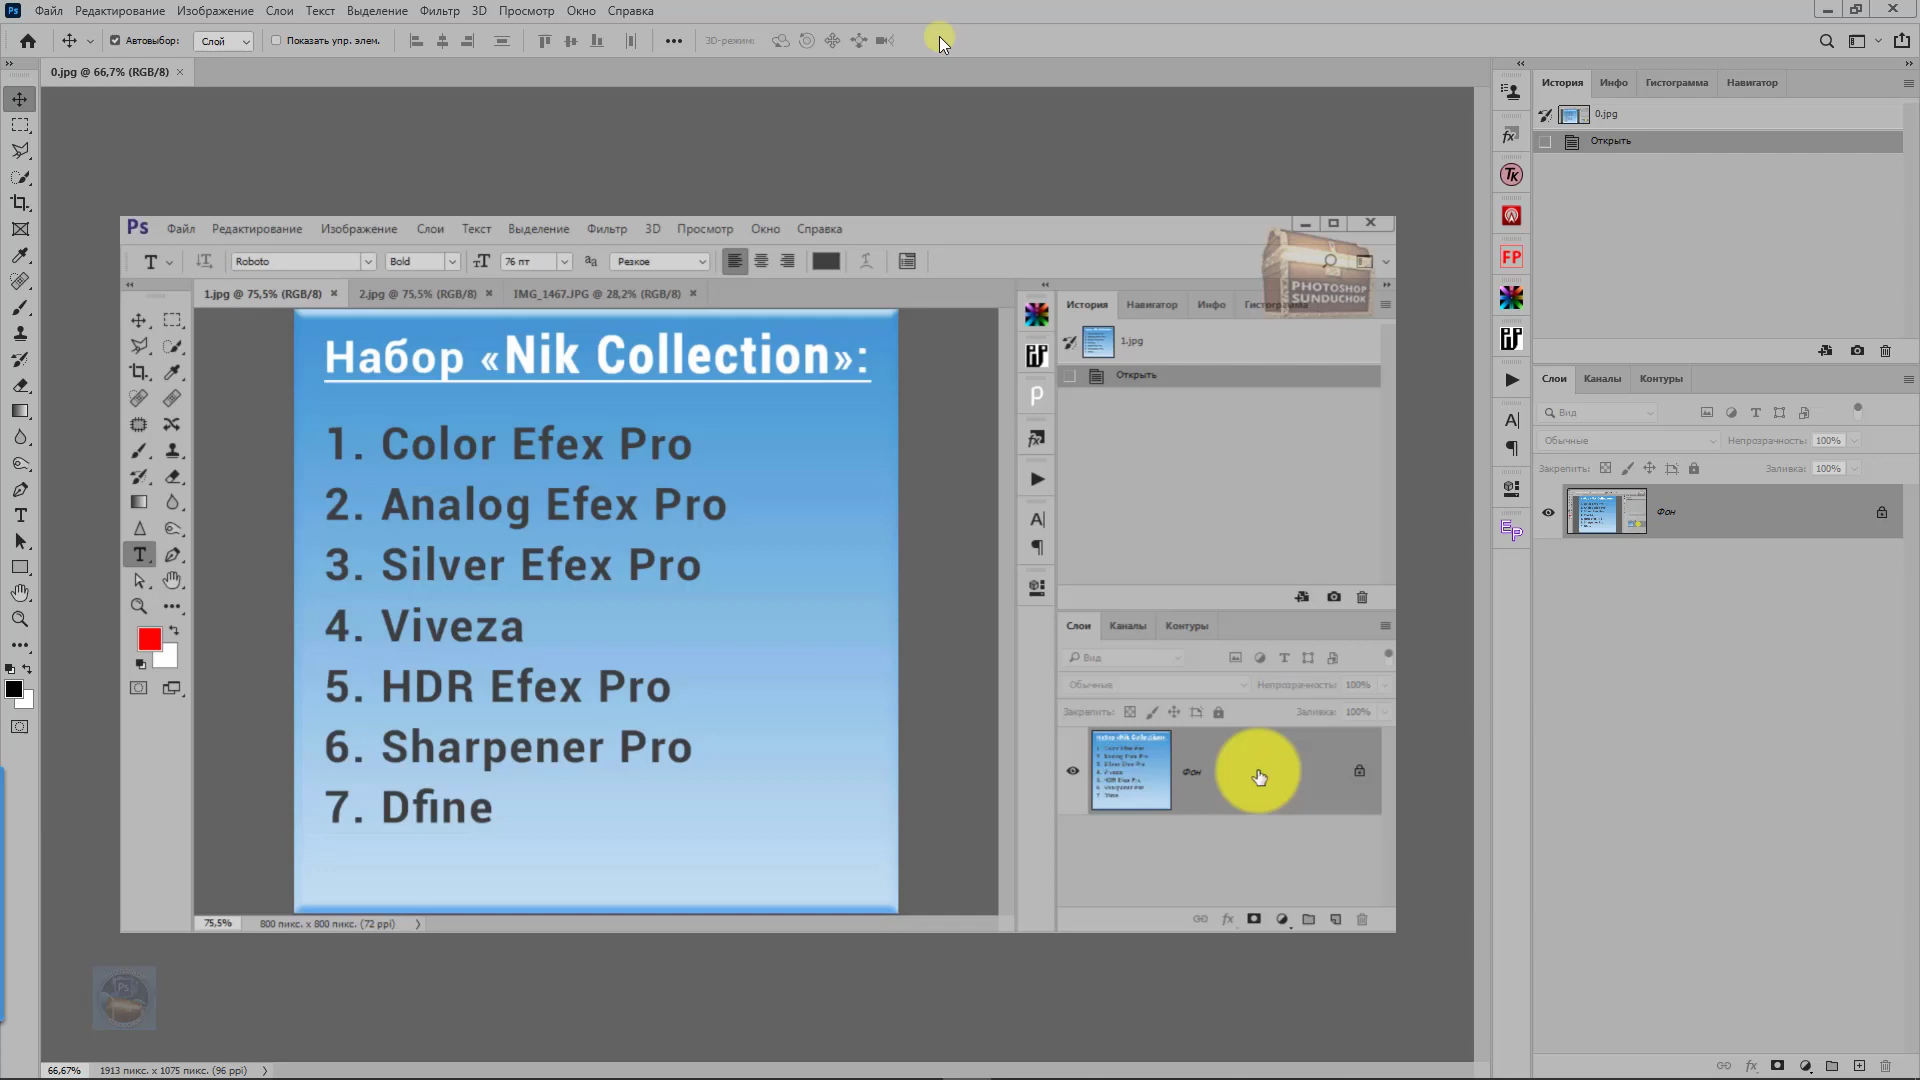 Файл Редактирование Изображение Слои Текст Выделение Фильтр 3D Просмотр Окно Справка
Автовыбор: Слой Показать упр. элем. 3D-режим:
0.jpg @ 66,7% (RGB/8)
История Инфо Гистограмма Навигатор
0.jpg
Открыть
Ps Файл Редактирование Изображение Слои Текст Выделение Фильтр 3D Просмотр Окно Справка
Roboto Bold 76 пт Резкое
PHOTOSHOP
SUNDUCHOK
1.jpg @ 75,5% (RGB/8) 2.jpg @ 75,5% (RGB/8) IMG_1467.JPG @ 28,2% (RGB/8)
История Навигатор Инфо Гистограмма
1.jpg
Открыть
Набор «Nik Collection»:
1. Color Efex Pro
2. Analog Efex Pro
3. Silver Efex Pro
4. Viveza
5. HDR Efex Pro
6. Sharpener Pro
7. Dfine
Слои Каналы Контуры
Вид
Обычные Непрозрачность: 100%
Закрепить: Заливка: 100%
Фон
75,5% 800 пикс. x 800 пикс. (72 ppi)
Слои Каналы Контуры
Вид
Обычные Непрозрачность: 100%
Закрепить: Заливка: 100%
Фон
66,67% 1913 пикс. x 1075 пикс. (96 ppi)